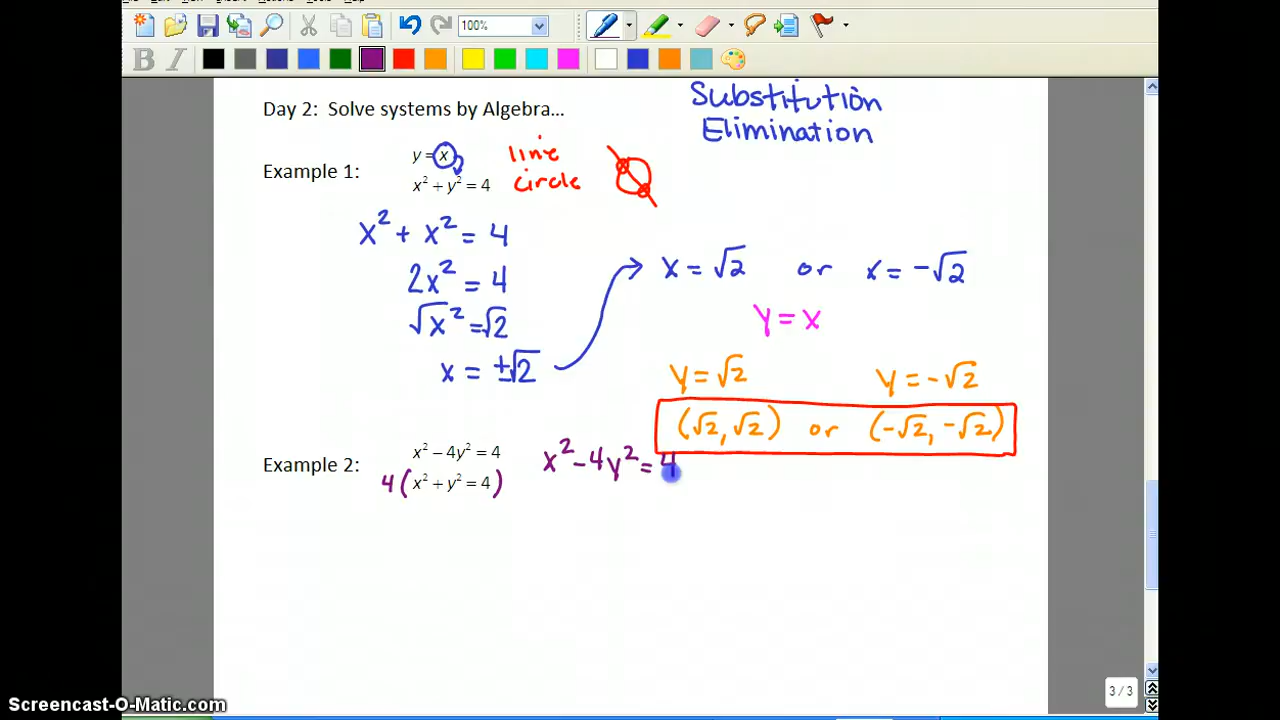 100%
B I
Day 2: Solve systems by Algebra...
Substitution
Elimination
Example 1:
y = x
x² + y² = 4
line
circle
x² + x² = 4
2x² = 4
√x² = √2
x = ±√2
x = √2 or x = -√2
y = x
y = √2 y = -√2
(√2, √2) or (-√2, -√2)
Example 2:
x² − 4y² = 4
4(x² + y² = 4)
x² - 4y² = 4
3/3
Screencast-O-Matic.com